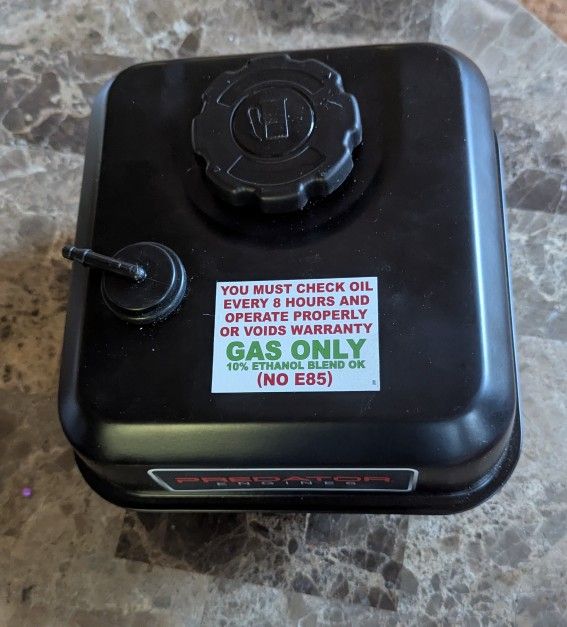 YOU MUST CHECK OIL
EVERY 8 HOURS AND
OPERATE PROPERLY
OR VOIDS WARRANTY
GAS ONLY
10% ETHANOL BLEND OK
(NO E85)
PREDATOR
ENGINES